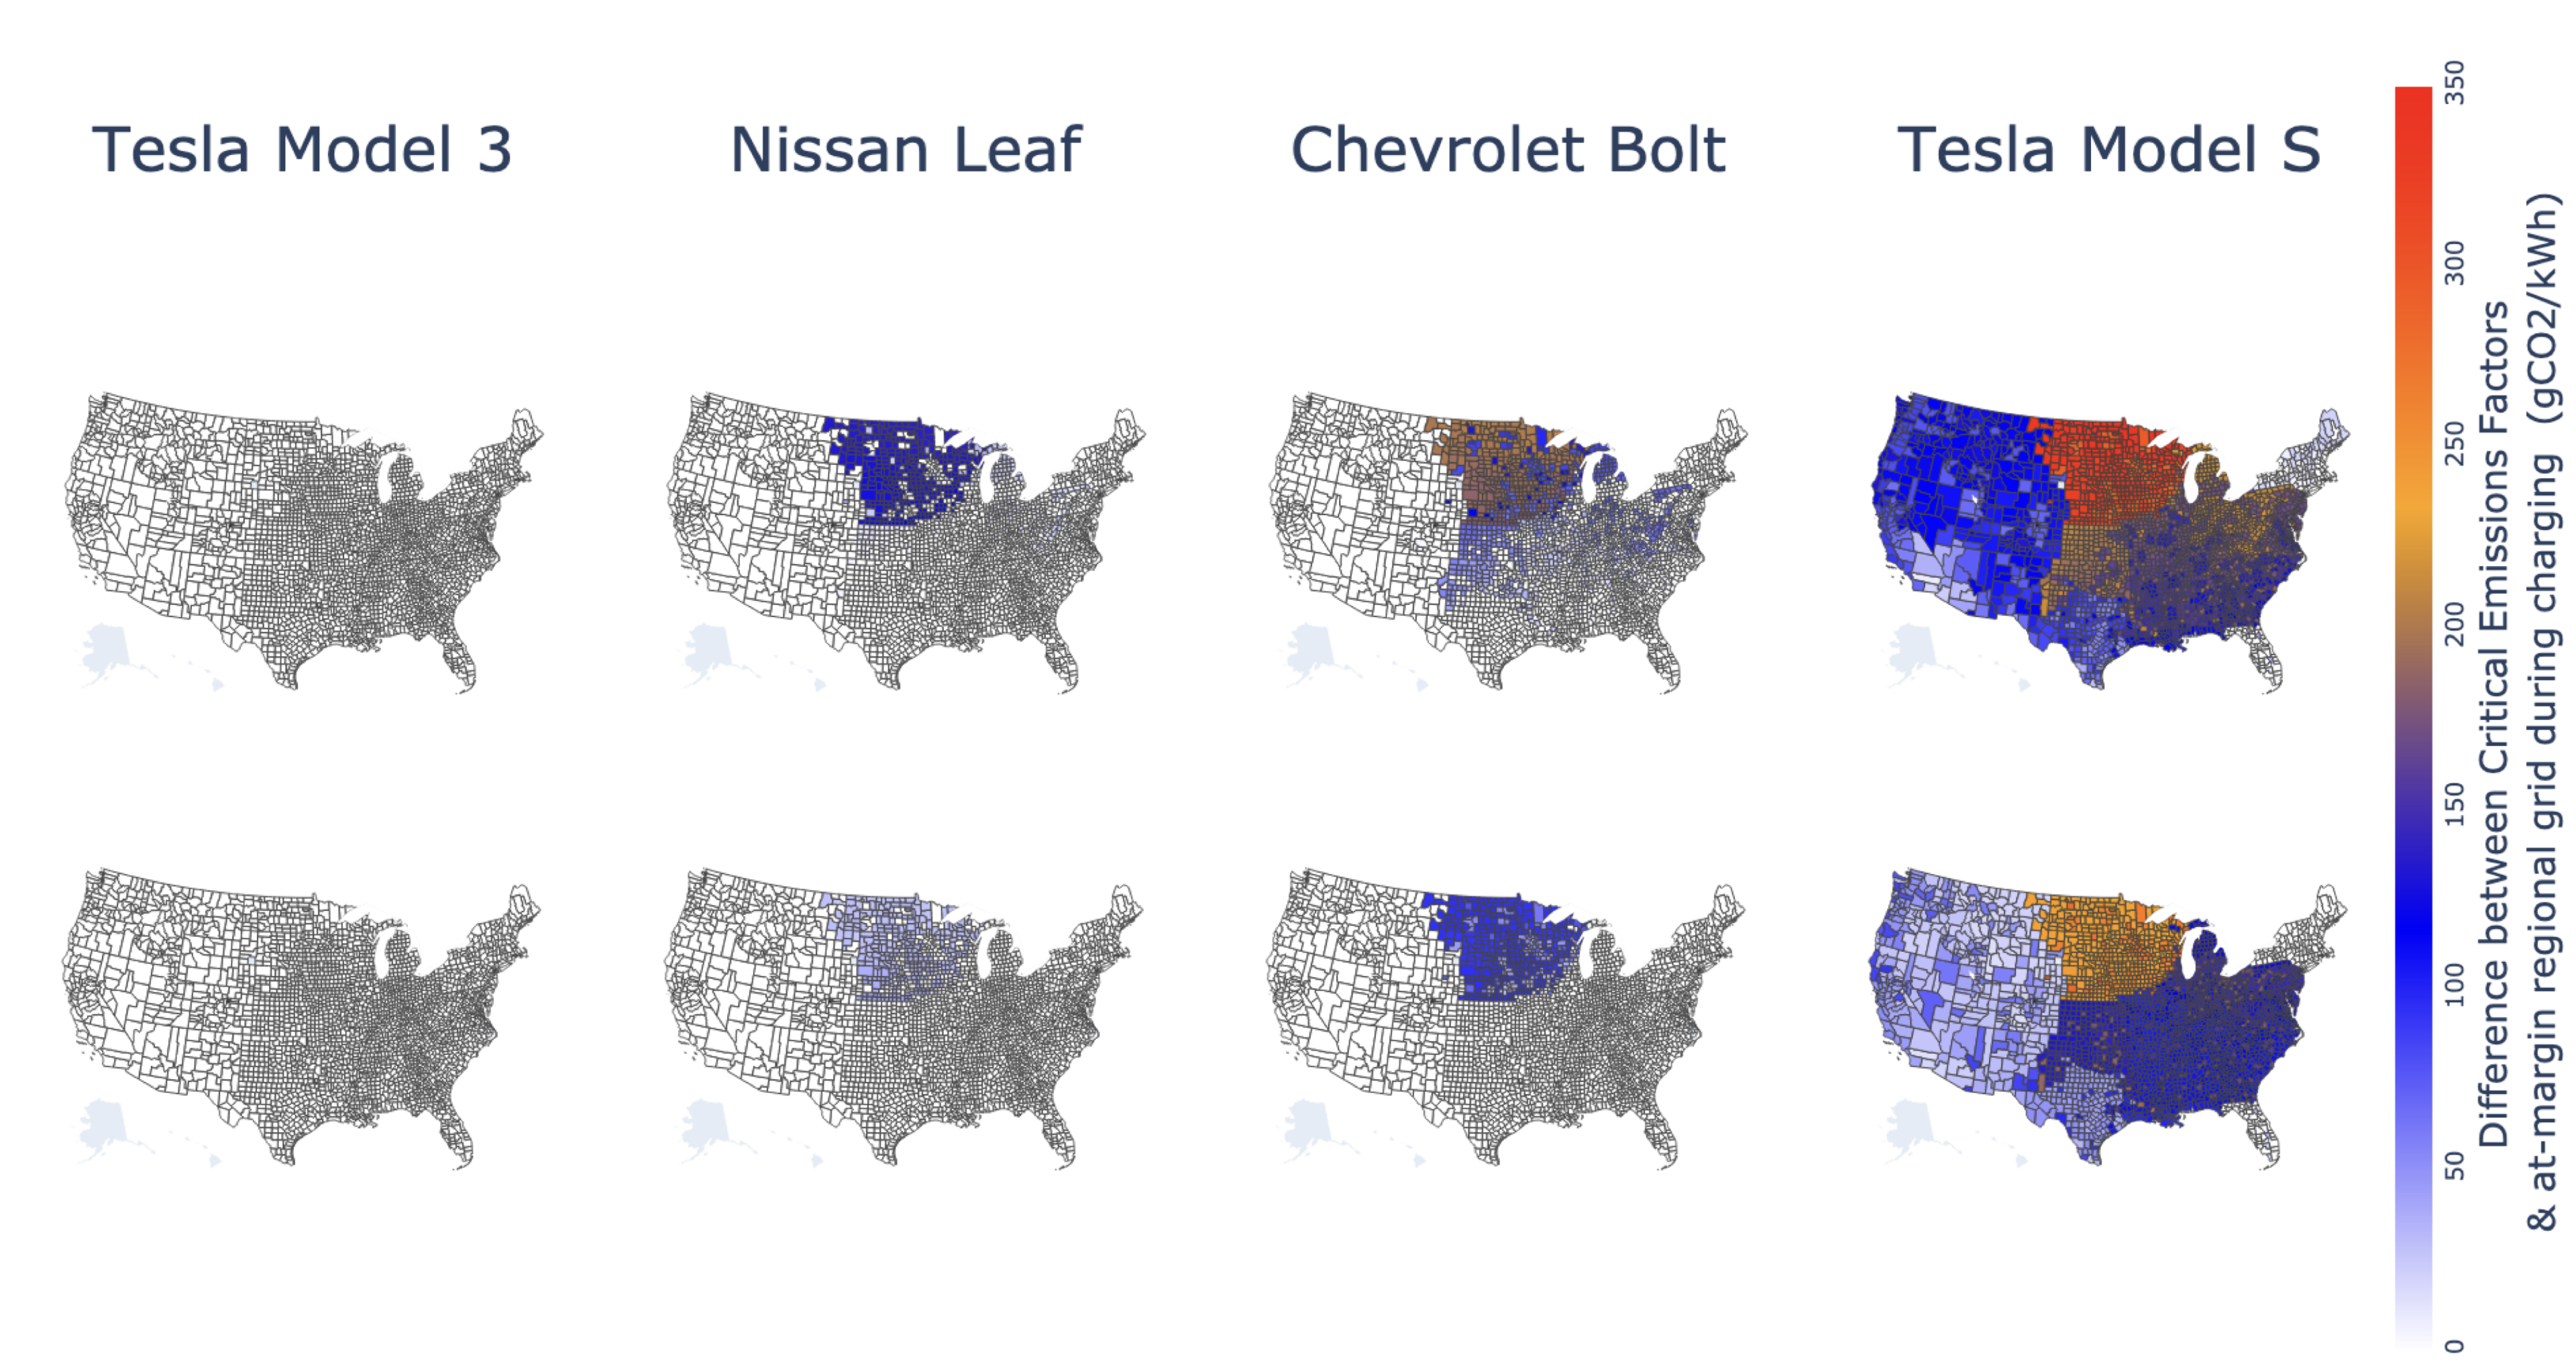 Tesla Model 3
Nissan Leaf
Chevrolet Bolt
Tesla Model S
350
300
250
200
150
100
50
0
Difference between Critical Emissions Factors
& at-margin regional grid during charging (gCO2/kWh)